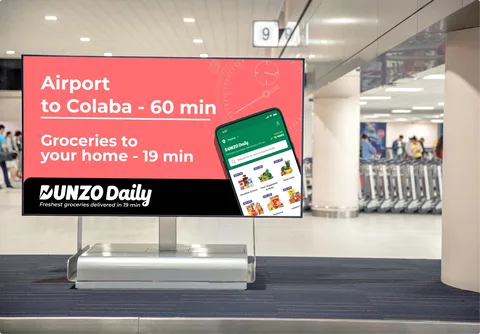 9 9
Airport
to Colaba - 60 min
Groceries to
your home - 19 min
DUNZO Daily
Freshest groceries delivered in 19 min
DUNZO Daily